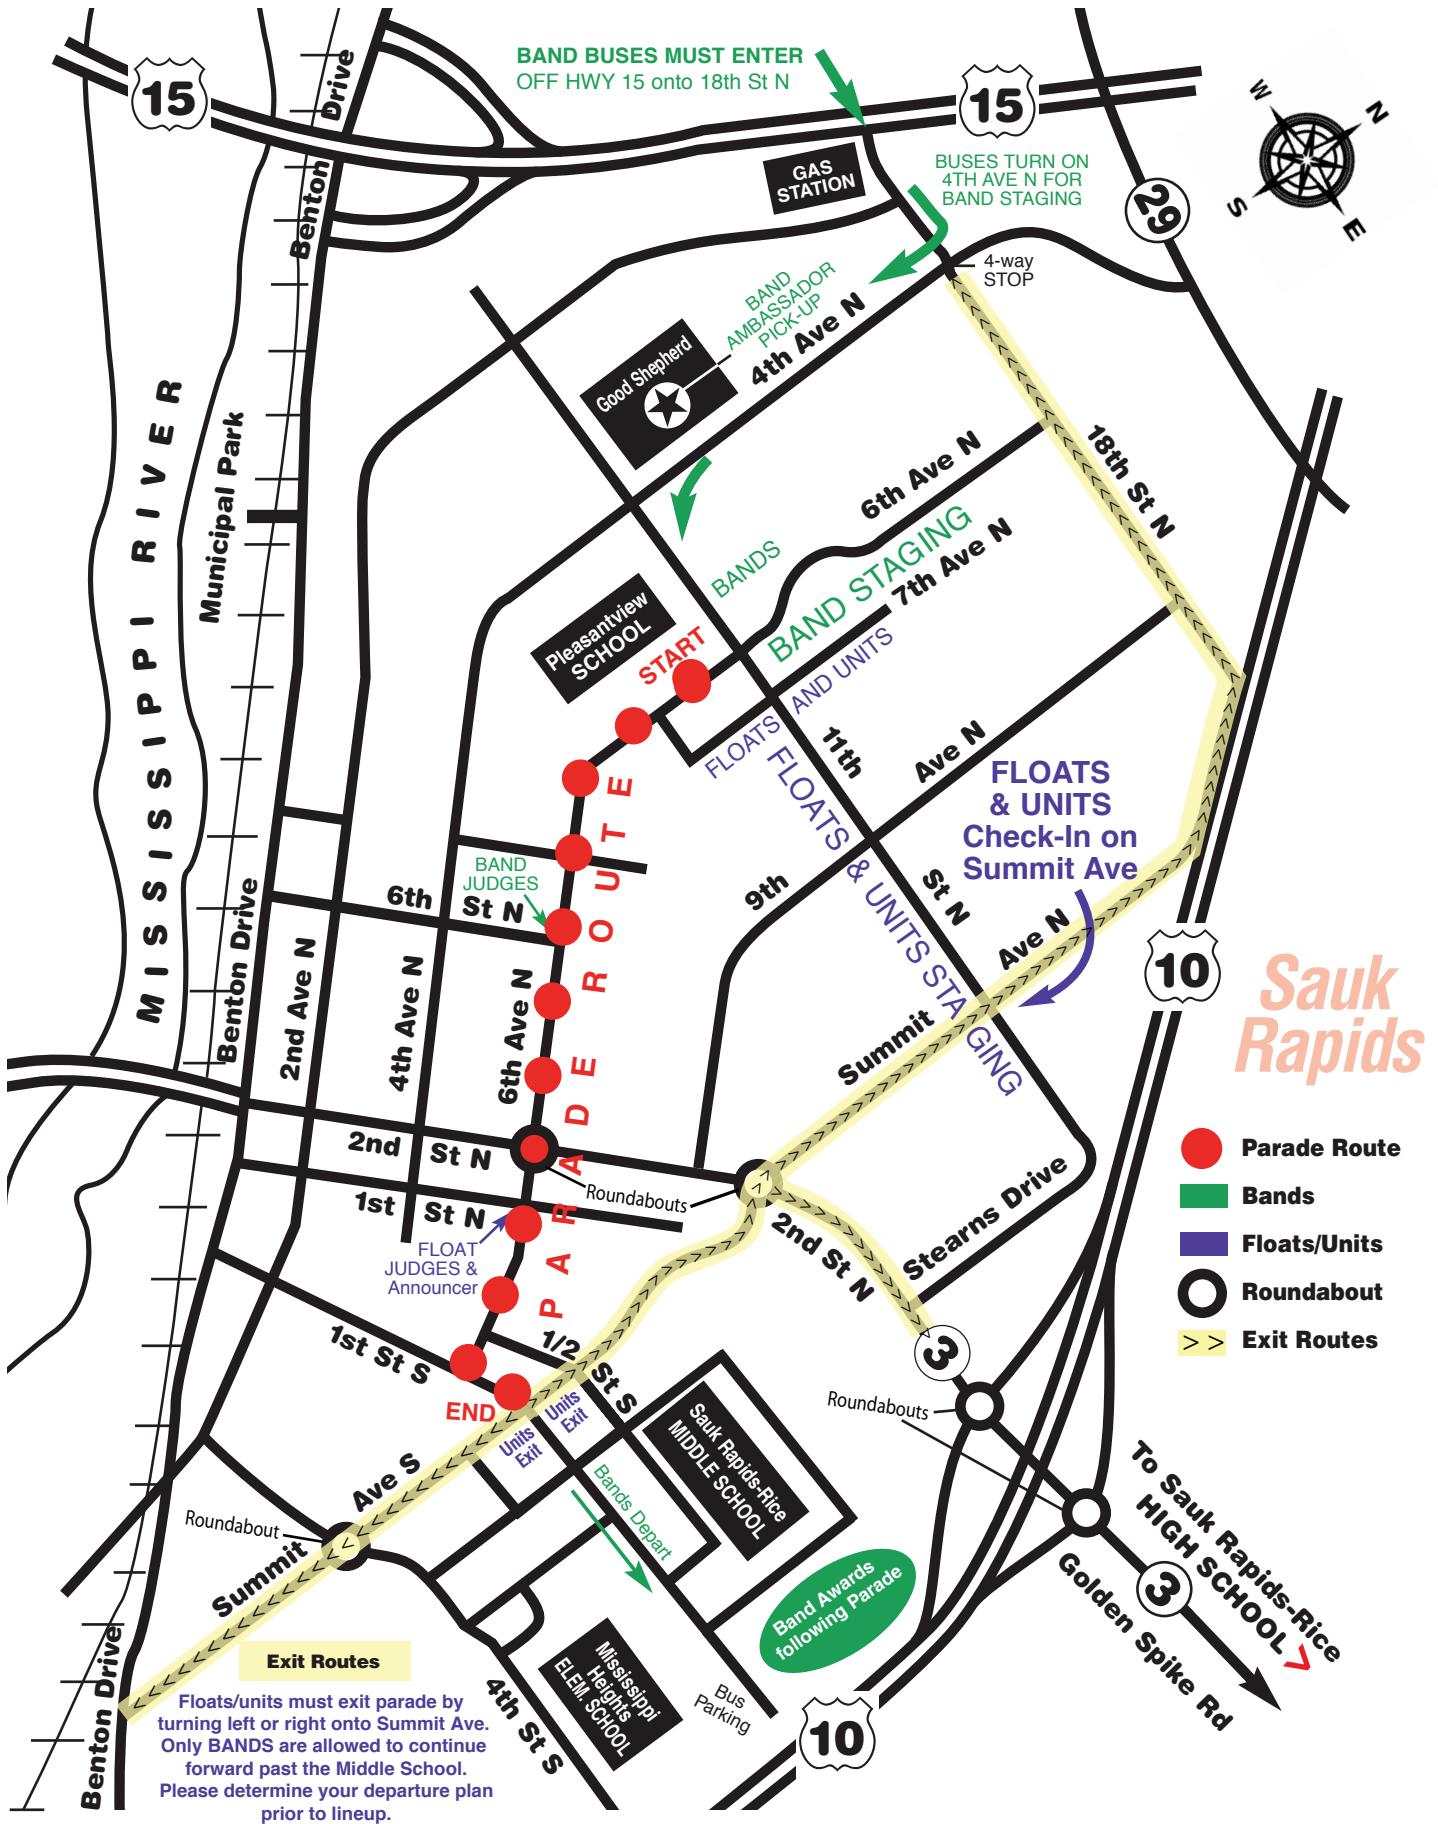 BAND BUSES MUST ENTER
OFF HWY 15 onto 18th St N
15
15
Benton Drive
GAS
STATION
BUSES TURN ON
4TH AVE N FOR
BAND STAGING
29
W
N
S
E
4-way
STOP
BAND
AMBASSADOR
PICK-UP
4th Ave N
Good Shepherd
MISSISSIPPI RIVER
Municipal Park
6th Ave N
18th St N
BANDS
BAND STAGING
7th Ave N
Pleasantview
SCHOOL
START
FLOATS AND UNITS
11th St N
9th Ave N
FLOATS & UNITS STAGING
FLOATS
& UNITS
Check-In on
Summit Ave
PARADE ROUTE
BAND
JUDGES
6th St N
Benton Drive
2nd Ave N
4th Ave N
6th Ave N
Summit Ave N
10
Sauk
Rapids
2nd St N
1st St N
Roundabouts
FLOAT
JUDGES &
Announcer
2nd St N
Stearns Drive
Parade Route
Bands
Floats/Units
Roundabout
> > Exit Routes
1st St S
1/2 St S
3
END
Units
Exit
Units
Exit
Roundabouts
Sauk Rapids-Rice
MIDDLE SCHOOL
Bands Depart
To Sauk Rapids-Rice
HIGH SCHOOL >
3
Golden Spike Rd
Summit Ave S
Roundabout
Band Awards
following Parade
Mississippi
Heights
ELEM. SCHOOL
Bus
Parking
4th St S
10
Benton Drive
Exit Routes
Floats/units must exit parade by
turning left or right onto Summit Ave.
Only BANDS are allowed to continue
forward past the Middle School.
Please determine your departure plan
prior to lineup.